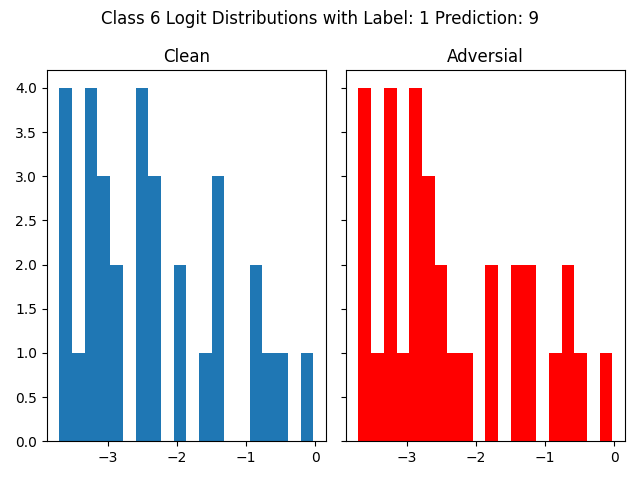 Class 6 Logit Distributions with Label: 1 Prediction: 9
Clean
Adversial
4.0
3.5
3.0
2.5
2.0
1.5
1.0
0.5
0.0
−3 −2 −1 0
−3 −2 −1 0